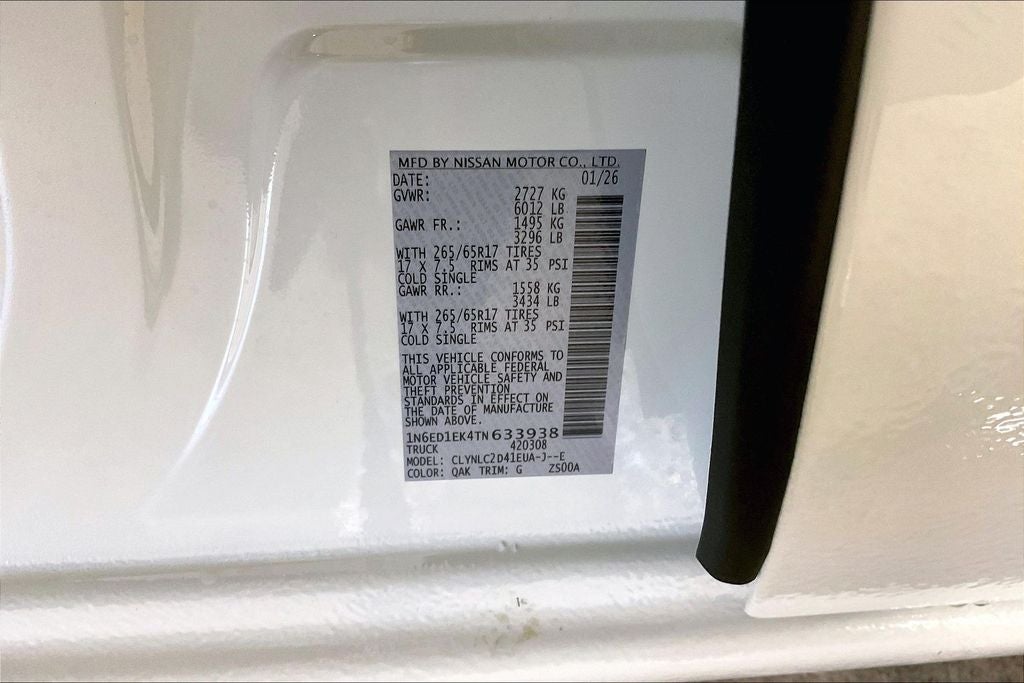 MFD BY NISSAN MOTOR CO., LTD.
DATE: 01/26
GVWR: 2727 KG
6012 LB
GAWR FR.: 1495 KG
3296 LB
WITH 265/65R17 TIRES
17 X 7.5 RIMS AT 35 PSI
COLD SINGLE
GAWR RR.: 1558 KG
3434 LB
WITH 265/65R17 TIRES
17 X 7.5 RIMS AT 35 PSI
COLD SINGLE
THIS VEHICLE CONFORMS TO
ALL APPLICABLE FEDERAL
MOTOR VEHICLE SAFETY AND
THEFT PREVENTION
STANDARDS IN EFFECT ON
THE DATE OF MANUFACTURE
SHOWN ABOVE.
1N6ED1EK4TN633938
TRUCK 420308
MODEL: CLYNLC2D41EUA-J--E
COLOR: QAK TRIM: G ZS00A